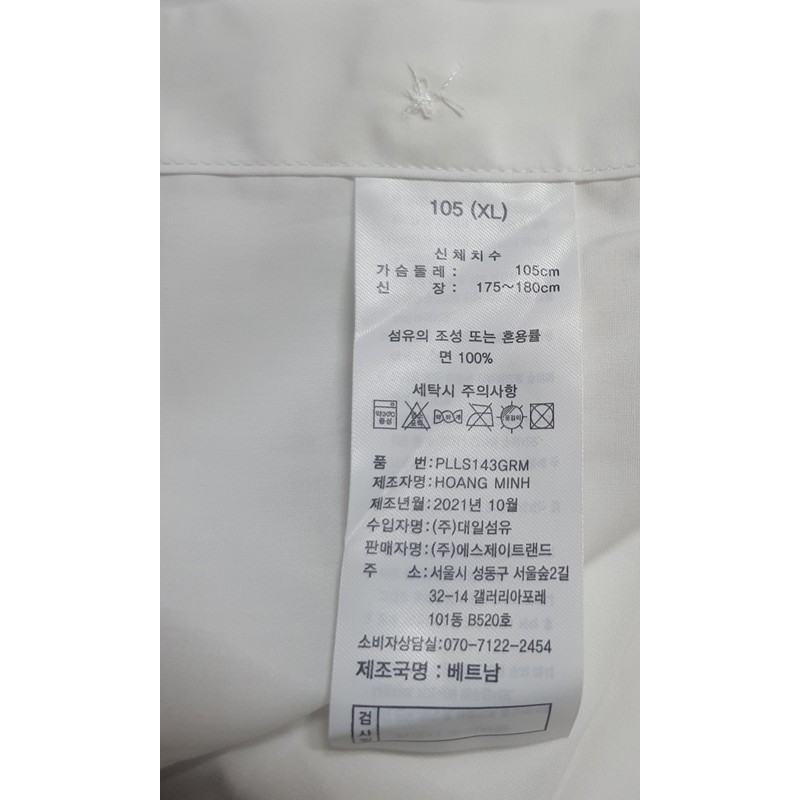 105 (XL)
신체치수
가슴둘레 : 105cm
신 장 : 175~180cm
섬유의 조성 또는 혼용률
면 100%
세탁시 주의사항
약30℃
중성
품 번:PLLS143GRM
제조자명:HOANG MINH
제조년월:2021년 10월
수입자명:(주)대일섬유
판매자명:(주)에스제이트랜드
주 소:서울시 성동구 서울숲2길
32-14 갤러리아포레
101동 B520호
소비자상담실:070-7122-2454
제조국명 : 베트남
검